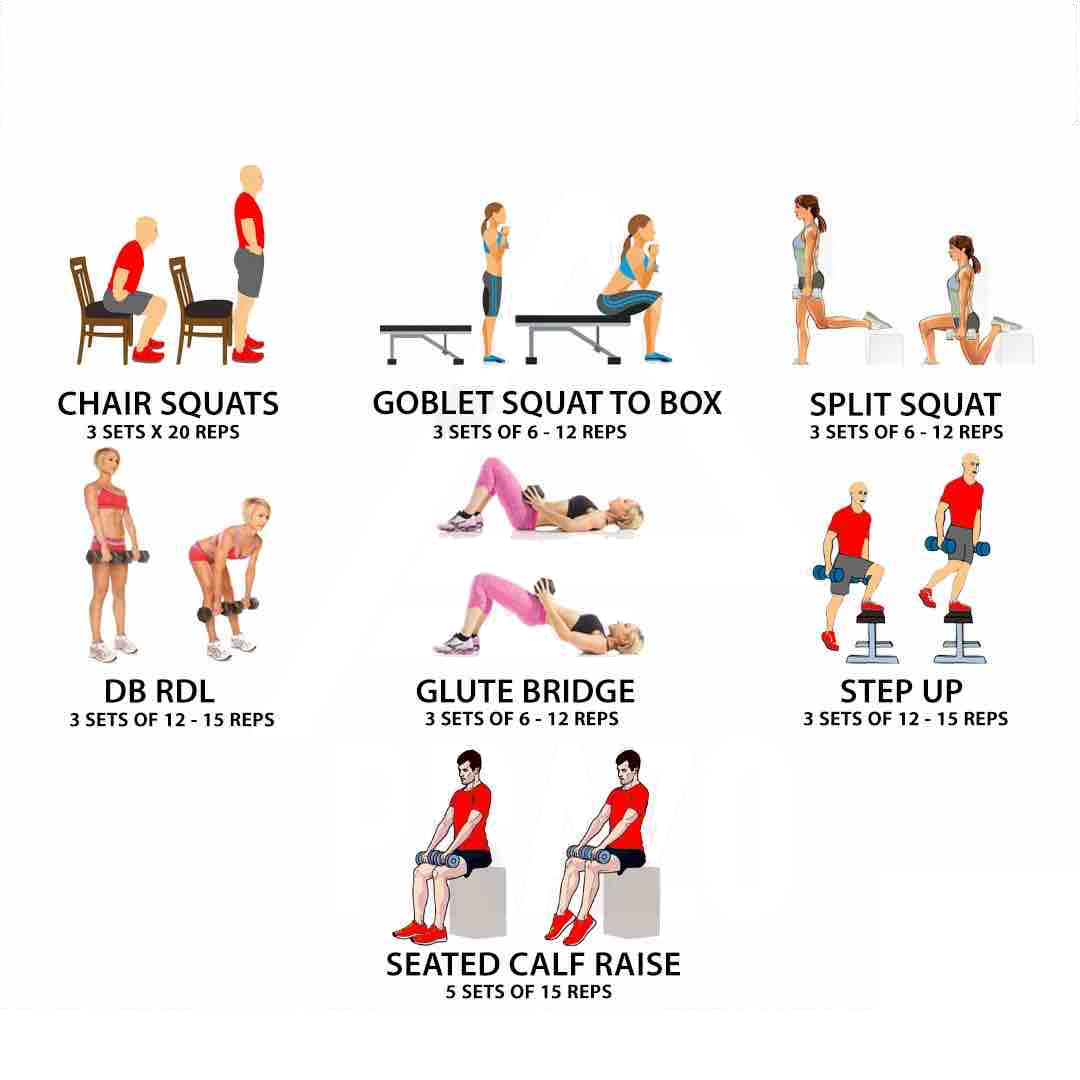 CHAIR SQUATS
3 SETS X 20 REPS
GOBLET SQUAT TO BOX
3 SETS OF 6 - 12 REPS
SPLIT SQUAT
3 SETS OF 6 - 12 REPS
DB RDL
3 SETS OF 12 - 15 REPS
GLUTE BRIDGE
3 SETS OF 6 - 12 REPS
STEP UP
3 SETS OF 12 - 15 REPS
SEATED CALF RAISE
5 SETS OF 15 REPS